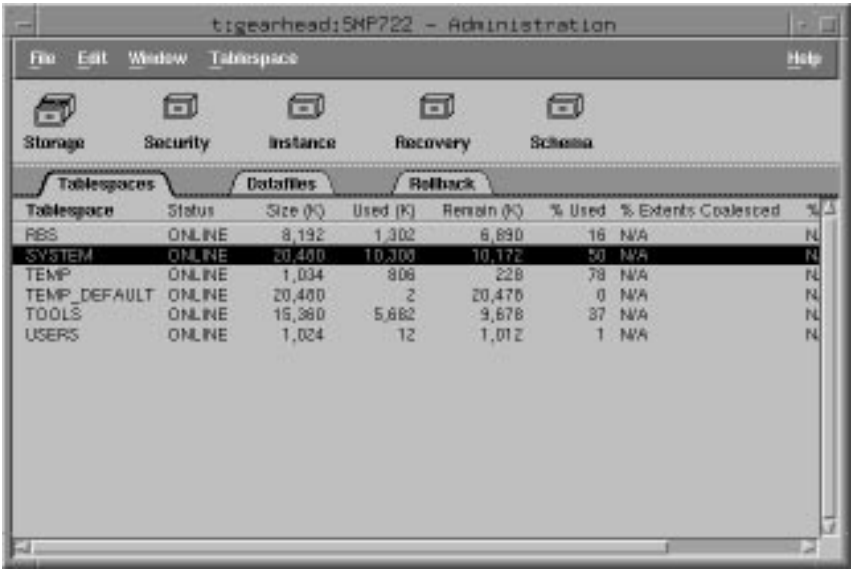 t:gearhead:SMP722 - Administration
File Edit Window Tablespace Help
Storage Security Instance Recovery Schema
Tablespaces Datafiles Rollback
Tablespace Status Size (K) Used (K) Remain (K) % Used % Extents Coalesced %
RBS ONLINE 8,192 1,302 6,890 16 N/A N
SYSTEM ONLINE 20,480 10,308 10,172 50 N/A N
TEMP ONLINE 1,034 806 228 78 N/A N
TEMP_DEFAULT ONLINE 20,480 2 20,478 0 N/A N
TOOLS ONLINE 15,360 5,682 9,678 37 N/A N
USERS ONLINE 1,024 12 1,012 1 N/A N